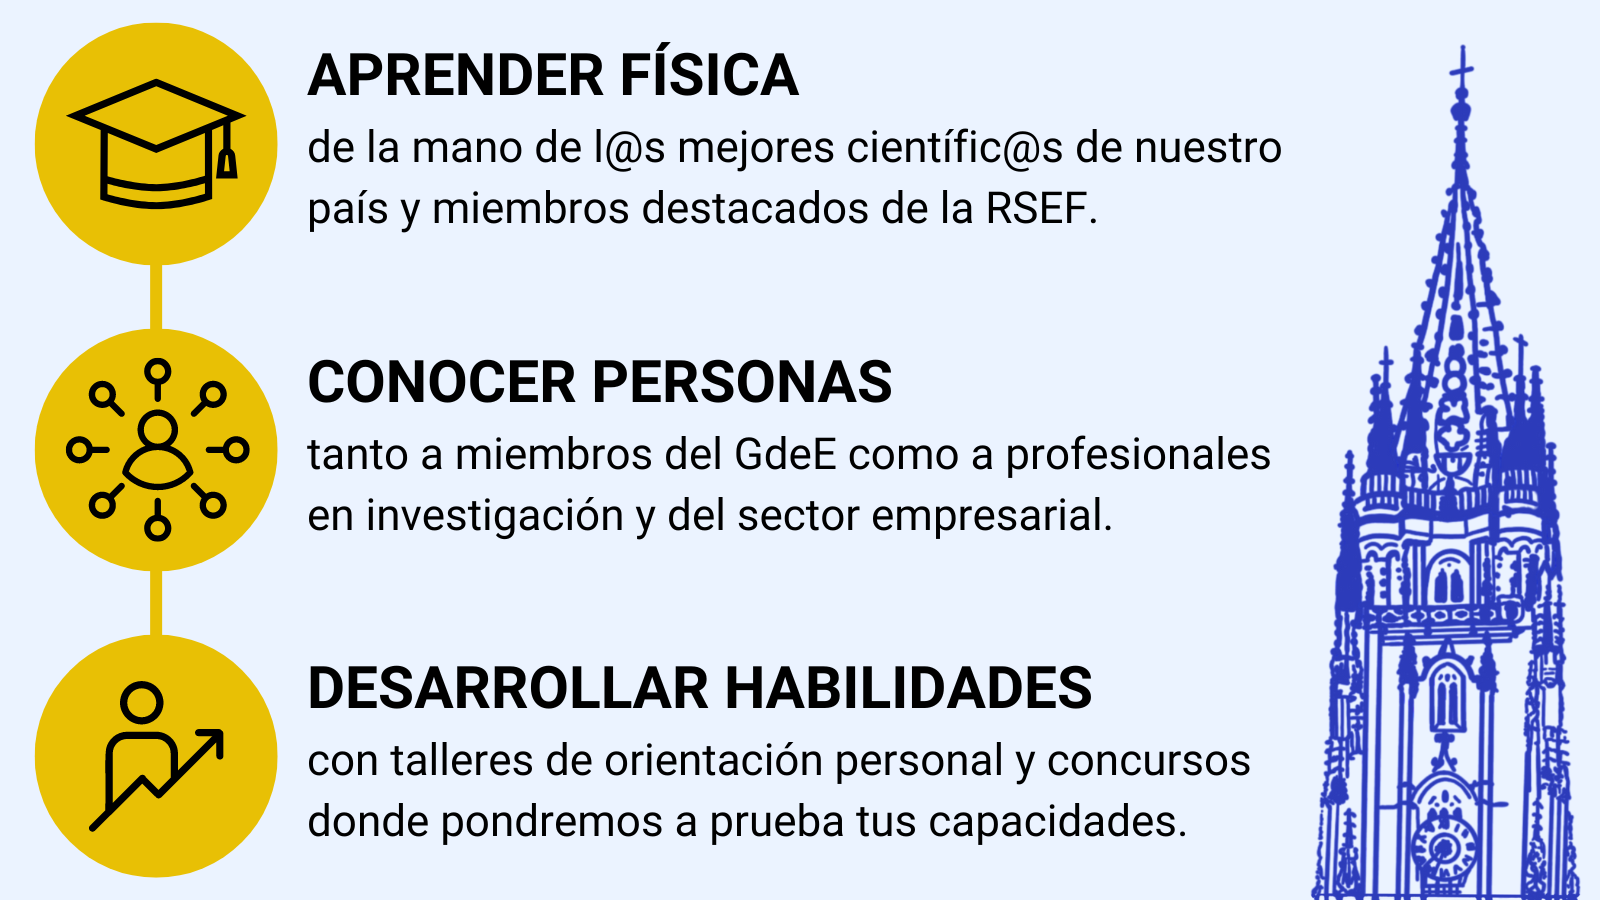 APRENDER FÍSICA
de la mano de l@s mejores científic@s de nuestro
país y miembros destacados de la RSEF.
CONOCER PERSONAS
tanto a miembros del GdeE como a profesionales
en investigación y del sector empresarial.
DESARROLLAR HABILIDADES
con talleres de orientación personal y concursos
donde pondremos a prueba tus capacidades.